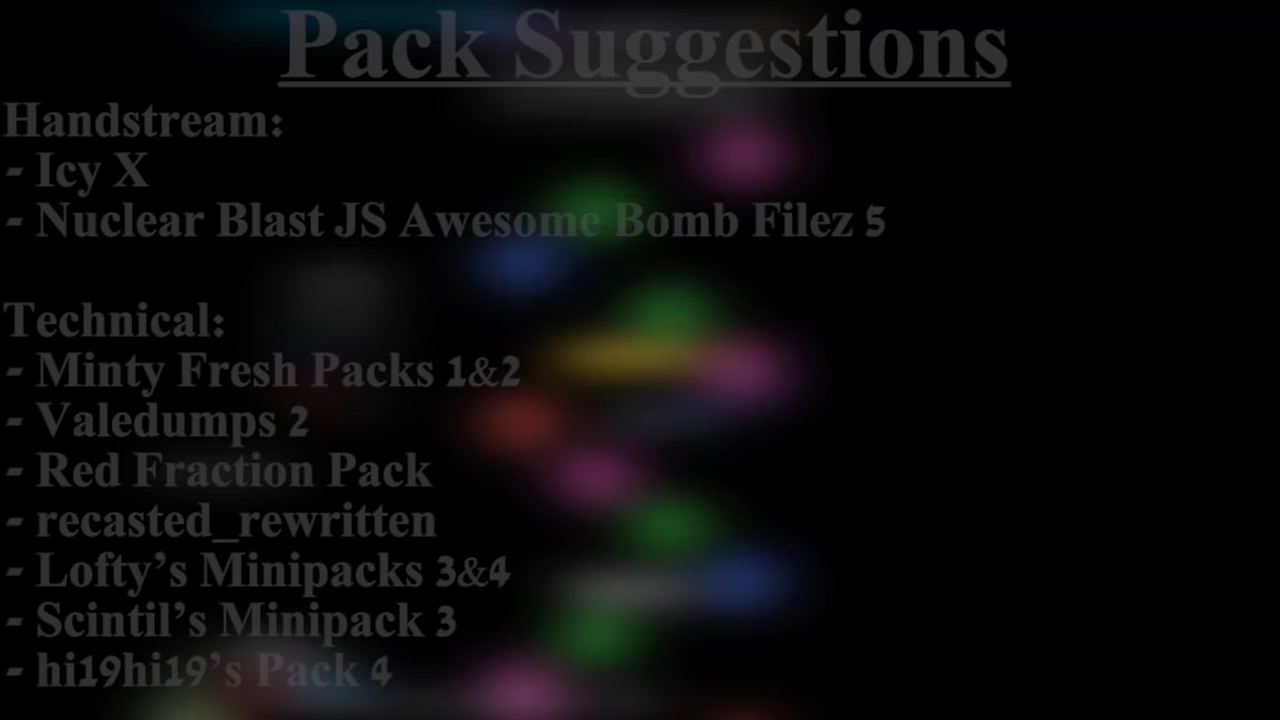 Pack Suggestions
Handstream:
- Icy X
- Nuclear Blast JS Awesome Bomb Filez 5
Technical:
- Minty Fresh Packs 1&2
- Valedumps 2
- Red Fraction Pack
- recasted_rewritten
- Lofty’s Minipacks 3&4
- Scintil’s Minipack 3
- hi19hi19’s Pack 4